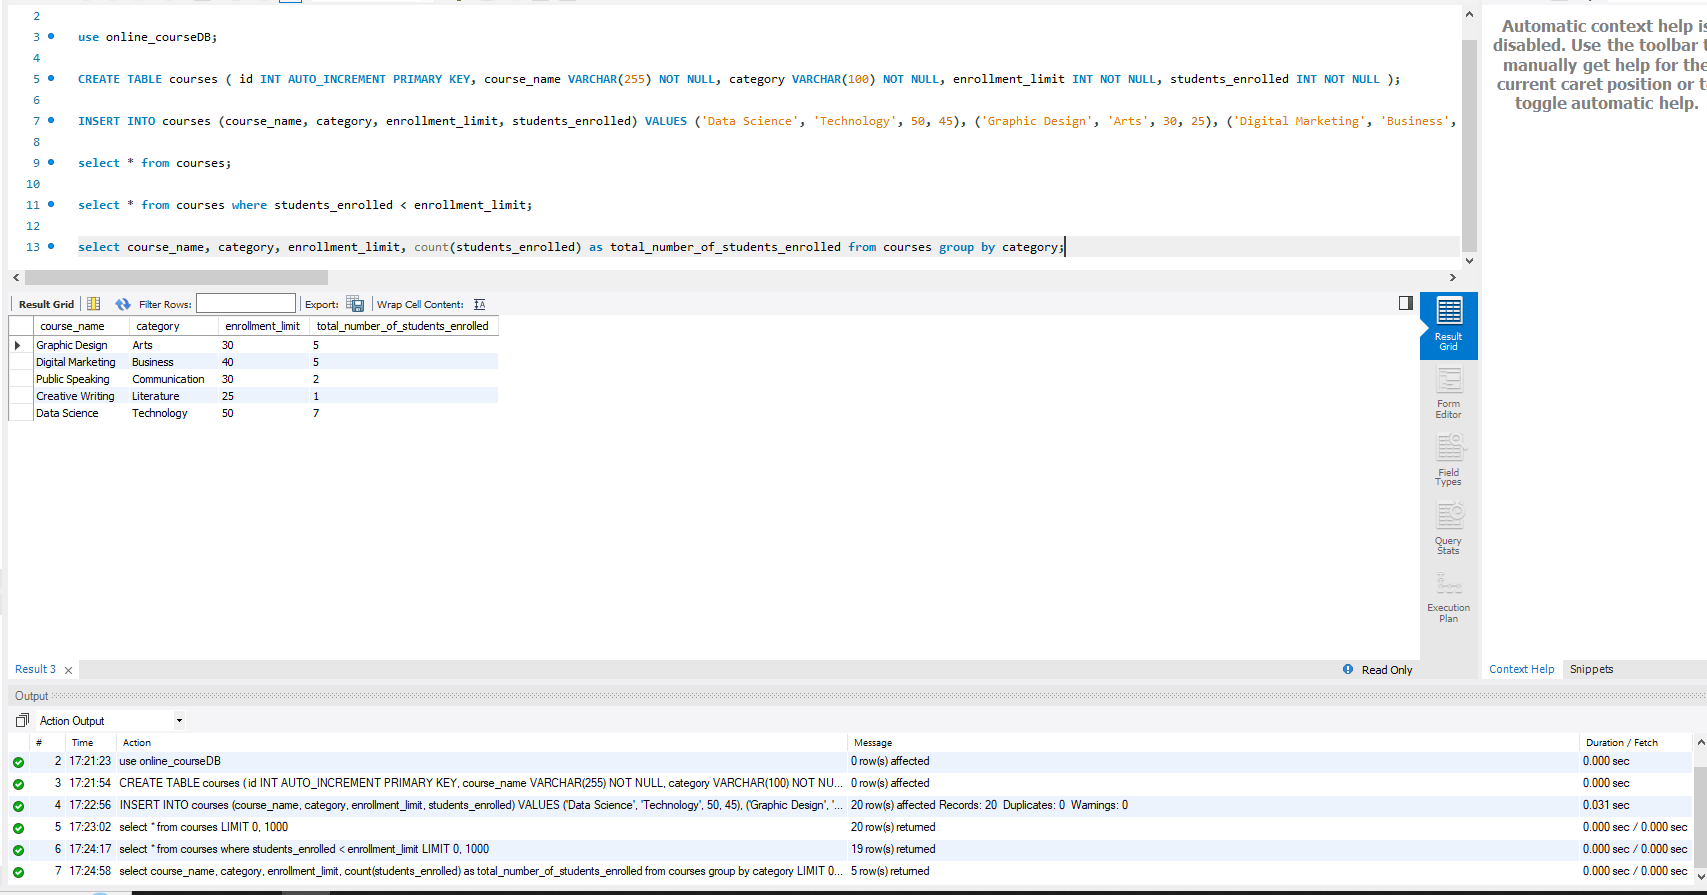 2
3 use online_courseDB;
4
5 CREATE TABLE courses ( id INT AUTO_INCREMENT PRIMARY KEY, course_name VARCHAR(255) NOT NULL, category VARCHAR(100) NOT NULL, enrollment_limit INT NOT NULL, students_enrolled INT NOT NULL );
6
7 INSERT INTO courses (course_name, category, enrollment_limit, students_enrolled) VALUES ('Data Science', 'Technology', 50, 45), ('Graphic Design', 'Arts', 30, 25), ('Digital Marketing', 'Business',
8
9 select * from courses;
10
11 select * from courses where students_enrolled < enrollment_limit;
12
13 select course_name, category, enrollment_limit, count(students_enrolled) as total_number_of_students_enrolled from courses group by category;
Automatic context help is
disabled. Use the toolbar t
manually get help for the
current caret position or t
toggle automatic help.
Result Grid Filter Rows: Export: Wrap Cell Content:
course_name category enrollment_limit total_number_of_students_enrolled
Graphic Design Arts 30 5
Digital Marketing Business 40 5
Public Speaking Communication 30 2
Creative Writing Literature 25 1
Data Science Technology 50 7
Result
Grid
Form
Editor
Field
Types
Query
Stats
Execution
Plan
Result 3 Read Only Context Help Snippets
Output
Action Output
# Time Action Message Duration / Fetch
2 17:21:23 use online_courseDB 0 row(s) affected 0.000 sec
3 17:21:54 CREATE TABLE courses ( id INT AUTO_INCREMENT PRIMARY KEY, course_name VARCHAR(255) NOT NULL, category VARCHAR(100) NOT NU... 0 row(s) affected 0.000 sec
4 17:22:56 INSERT INTO courses (course_name, category, enrollment_limit, students_enrolled) VALUES ('Data Science', 'Technology', 50, 45), ('Graphic Design', '... 20 row(s) affected Records: 20 Duplicates: 0 Warnings: 0 0.031 sec
5 17:23:02 select * from courses LIMIT 0, 1000 20 row(s) returned 0.000 sec / 0.000 sec
6 17:24:17 select * from courses where students_enrolled < enrollment_limit LIMIT 0, 1000 19 row(s) returned 0.000 sec / 0.000 sec
7 17:24:58 select course_name, category, enrollment_limit, count(students_enrolled) as total_number_of_students_enrolled from courses group by category LIMIT 0... 5 row(s) returned 0.000 sec / 0.000 sec